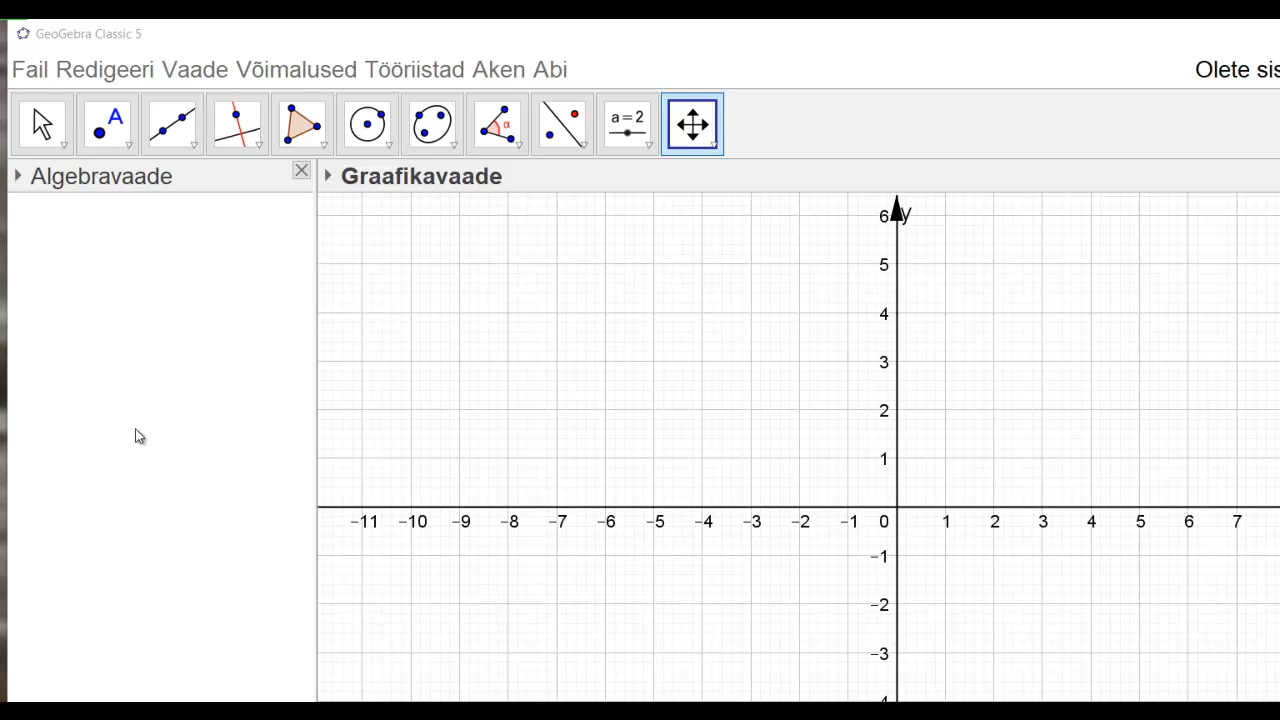 GeoGebra Classic 5
Fail Redigeeri Vaade Võimalused Tööriistad Aken Abi
Olete sis
A
α
a = 2
Algebravaade
Graafikavaade
y
6
5
4
3
2
1
−11 −10 −9 −8 −7 −6 −5 −4 −3 −2 −1 0 1 2 3 4 5 6 7
−1
−2
−3